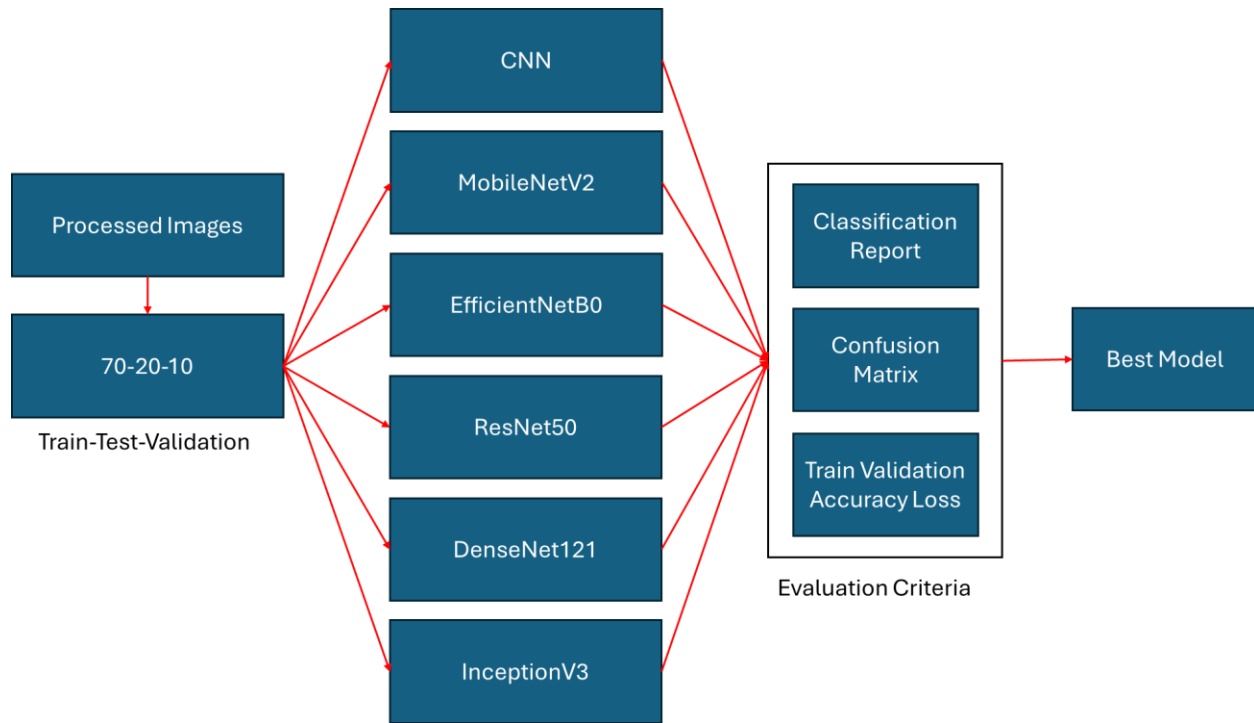 Processed Images
70-20-10
Train-Test-Validation
CNN
MobileNetV2
EfficientNetB0
ResNet50
DenseNet121
InceptionV3
Classification
Report
Confusion
Matrix
Train Validation
Accuracy Loss
Evaluation Criteria
Best Model